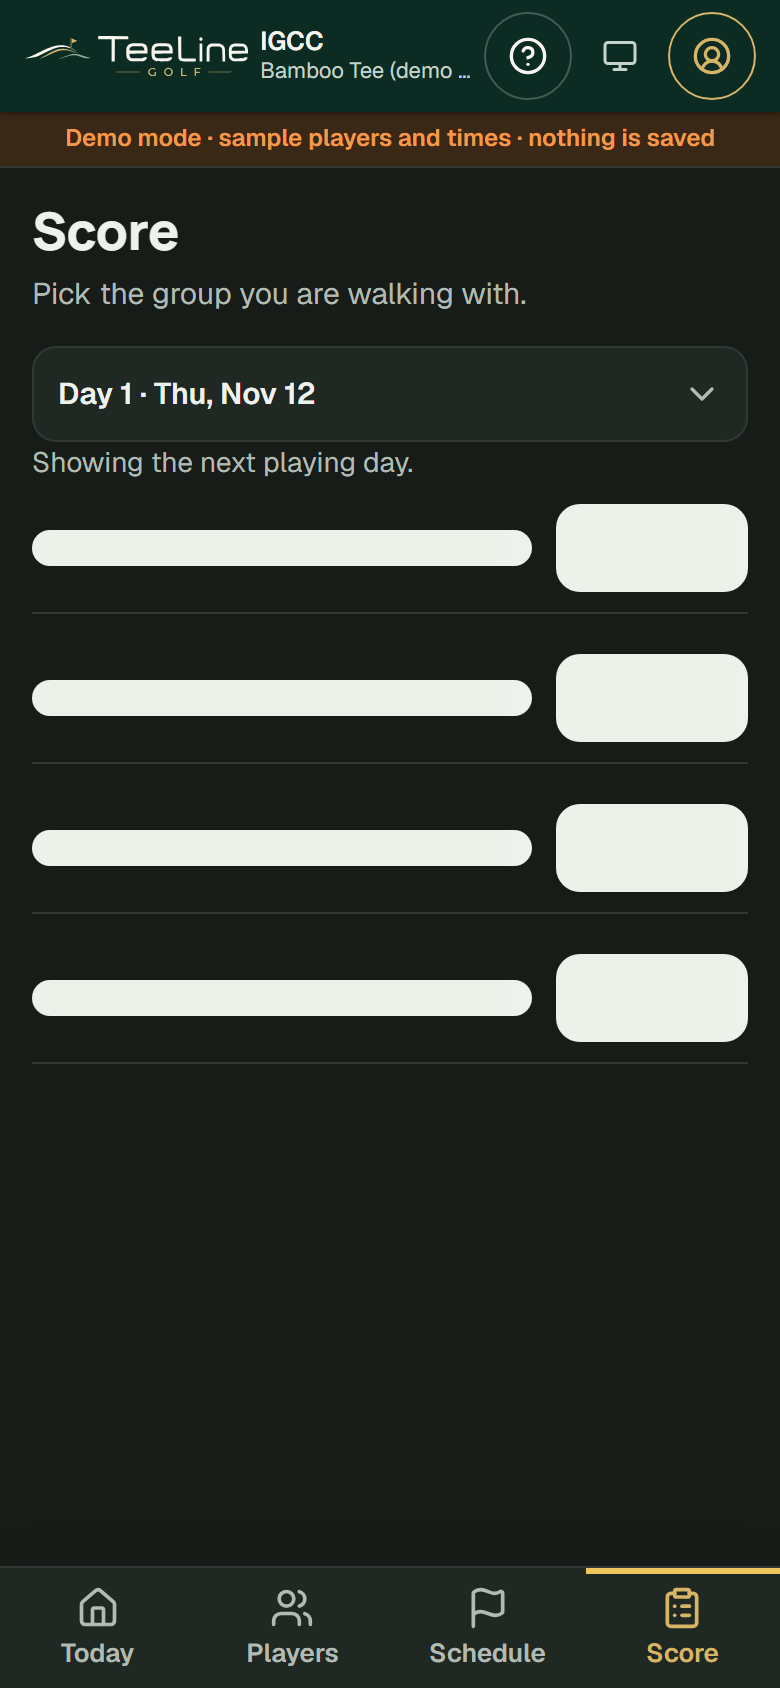 TeeLine
GOLF
IGCC
Bamboo Tee (demo ...
Demo mode · sample players and times · nothing is saved
Score
Pick the group you are walking with.
Day 1 · Thu, Nov 12
Showing the next playing day.
Today
Players
Schedule
Score